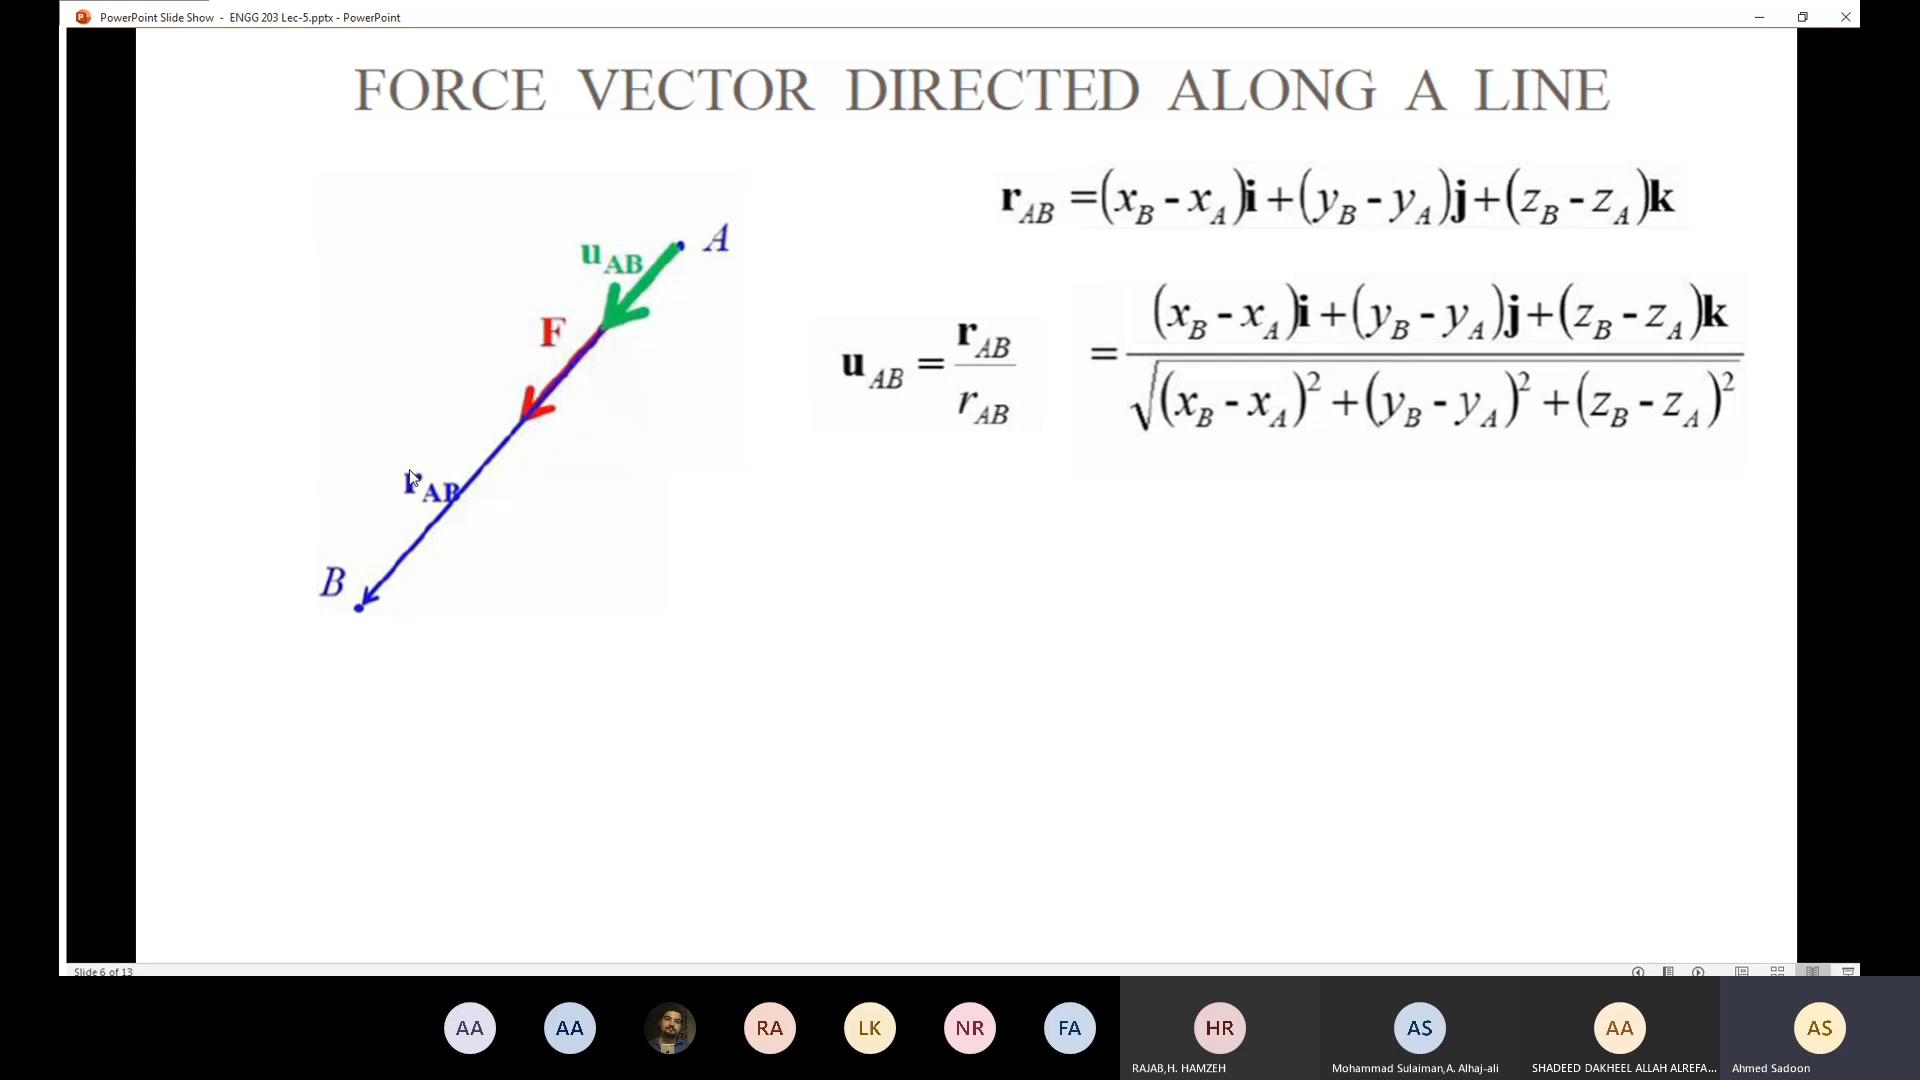 PowerPoint Slide Show - ENGG 203 Lec-5.pptx - PowerPoint
FORCE VECTOR DIRECTED ALONG A LINE
r_AB =(x_B - x_A)i+(y_B - y_A)j+(z_B - z_A)k
A
u_AB
F
u_AB = r_AB / r_AB = ((x_B - x_A)i+(y_B - y_A)j+(z_B - z_A)k) / √((x_B - x_A)²+(y_B - y_A)²+(z_B - z_A)²)
r_AB
B
Slide 6 of 13
AA
AA
RA
LK
NR
FA
HR
AS
AA
AS
RAJAB,H. HAMZEH
Mohammad Sulaiman,A. Alhaj-ali
SHADEED DAKHEEL ALLAH ALREFA...
Ahmed Sadoon